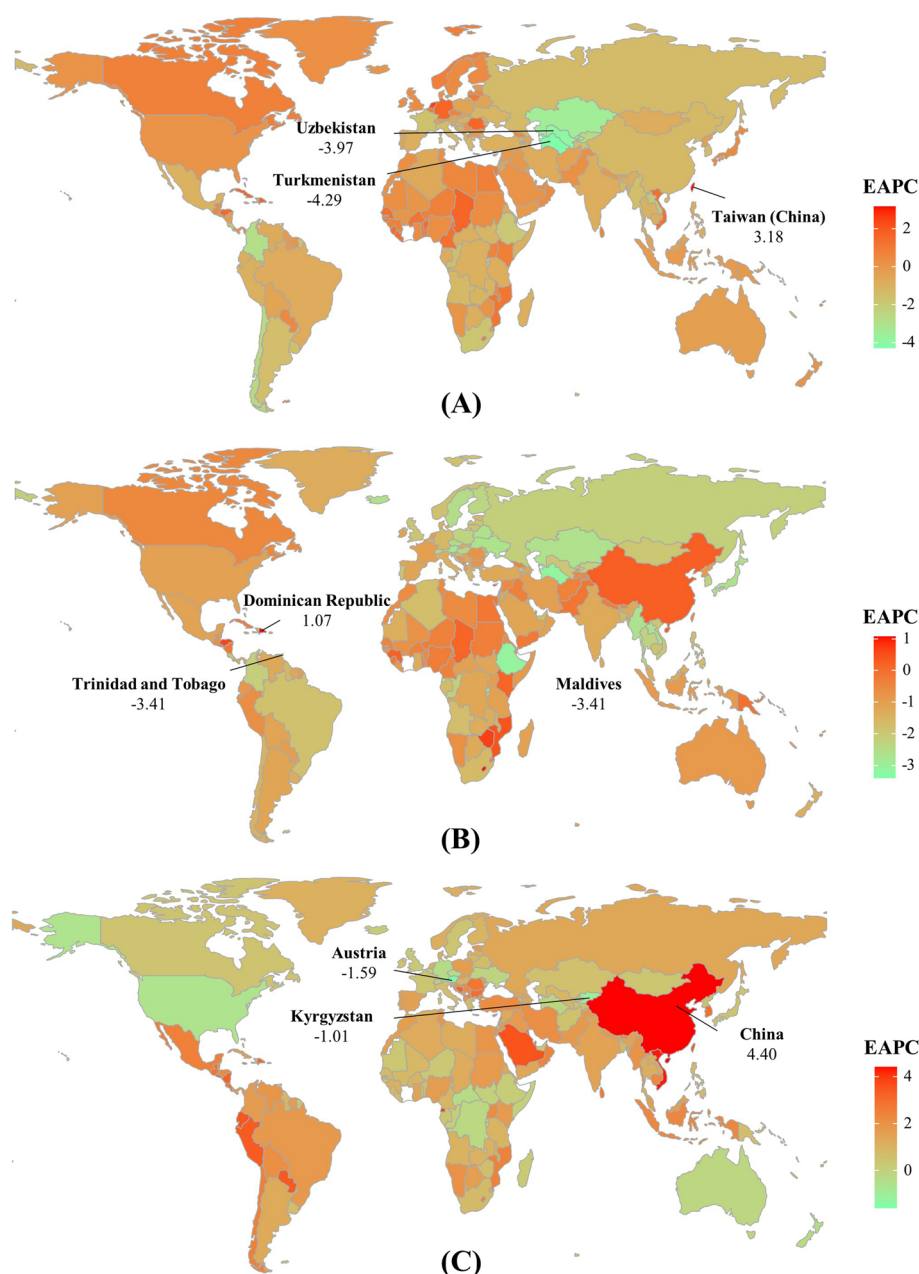 Uzbekistan
-3.97
Turkmenistan
-4.29
Taiwan (China)
3.18
EAPC
2
0
-2
-4
(A)
Dominican Republic
1.07
Trinidad and Tobago
-3.41
Maldives
-3.41
EAPC
1
0
-1
-2
-3
(B)
Austria
-1.59
Kyrgyzstan
-1.01
China
4.40
EAPC
4
2
0
(C)